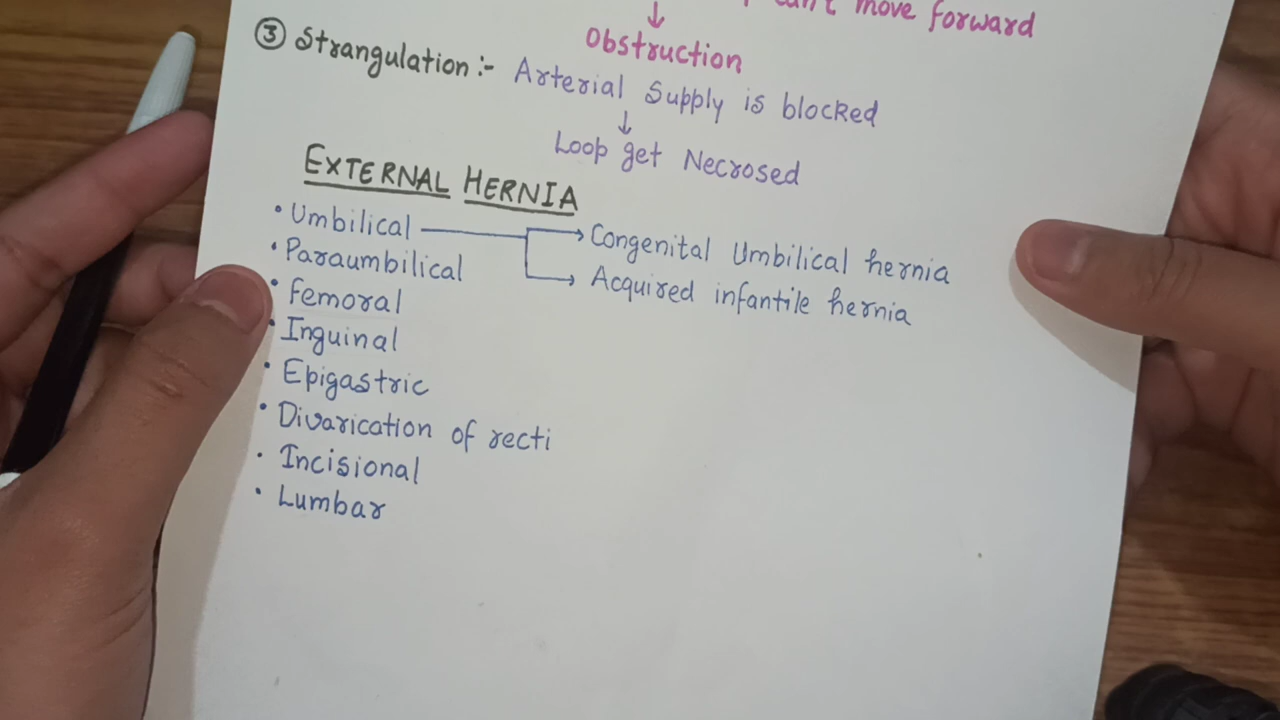 can't move forward
↓
Obstruction
③ Strangulation :- Arterial Supply is blocked
↓
Loop get Necrosed
EXTERNAL HERNIA
• Umbilical → Congenital Umbilical hernia
→ Acquired infantile hernia
• Paraumbilical
• Femoral
• Inguinal
• Epigastric
• Divarication of recti
• Incisional
• Lumbar